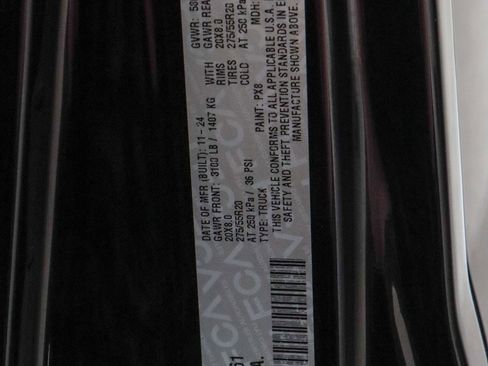 DATE OF MFR (BUILT): 11-24 GVWR: 58
GAWR FRONT: 3100 LB / 1407 KG WITH GAWR REA
20X8.0 RIMS 20X8.0
275/55R20 TIRES 275/55R20
AT 250 kPa / 36 PSI COLD AT 250 kPa
TYPE: TRUCK PAINT: PX8 MDH:
THIS VEHICLE CONFORMS TO ALL APPLICABLE U.S.A.
SAFETY AND THEFT PREVENTION STANDARDS IN E
MANUFACTURE SHOWN ABOVE.
61
A.